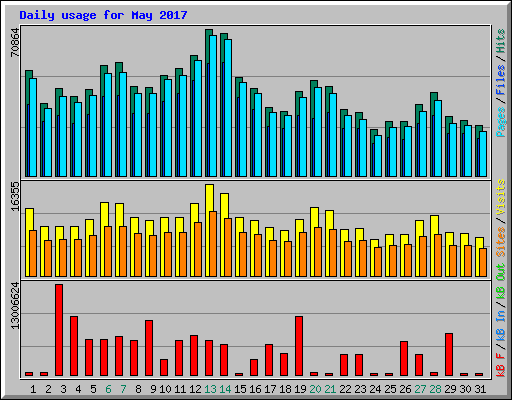 Daily usage for May 2017
70864
Pages / Files / Hits
16355
Sites / Visits
13006624
kB F / kB In / kB Out
1 2 3 4 5 6 7 8 9 10 11 12 13 14 15 16 17 18 19 20 21 22 23 24 25 26 27 28 29 30 31